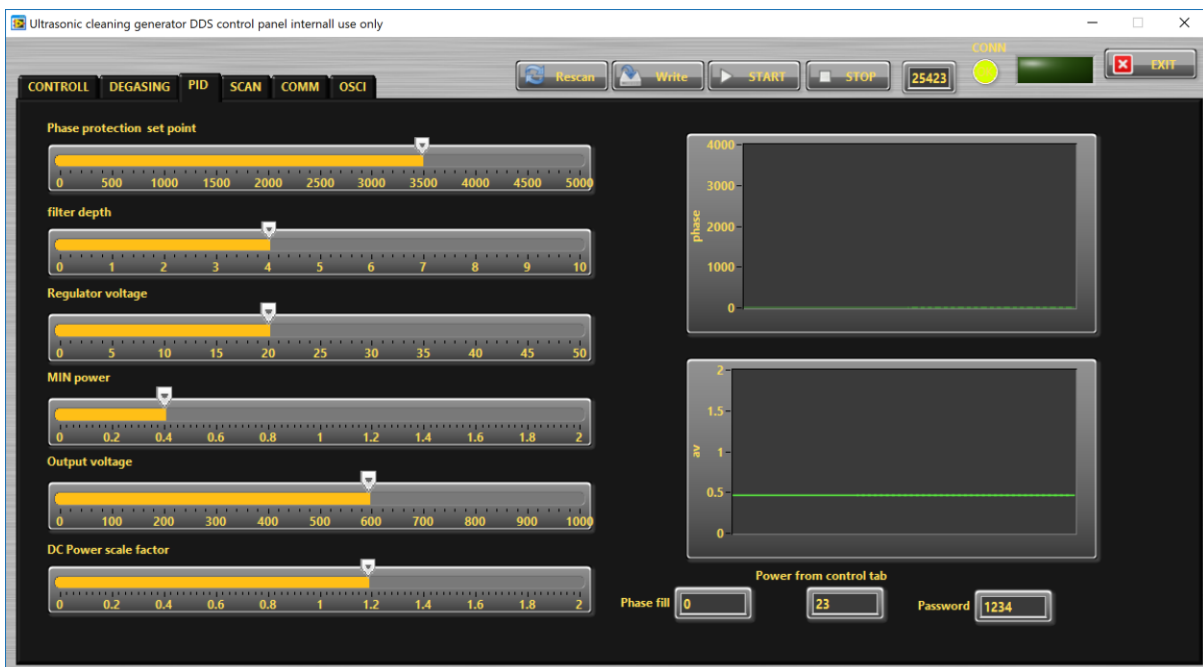 Ultrasonic cleaning generator DDS control panel internall use only
CONTROLL DEGASING PID SCAN COMM OSCI
Rescan Write START STOP 25423 CONN EXIT
Phase protection set point
0 500 1000 1500 2000 2500 3000 3500 4000 4500 5000
filter depth
0 1 2 3 4 5 6 7 8 9 10
Regulator voltage
0 5 10 15 20 25 30 35 40 45 50
MIN power
0 0.2 0.4 0.6 0.8 1 1.2 1.4 1.6 1.8 2
Output voltage
0 100 200 300 400 500 600 700 800 900 1000
DC Power scale factor
0 0.2 0.4 0.6 0.8 1 1.2 1.4 1.6 1.8 2
4000
3000
phase
2000
1000
0
2
1.5
av
1
0.5
0
Power from control tab
Phase fill 0 23 Password 1234